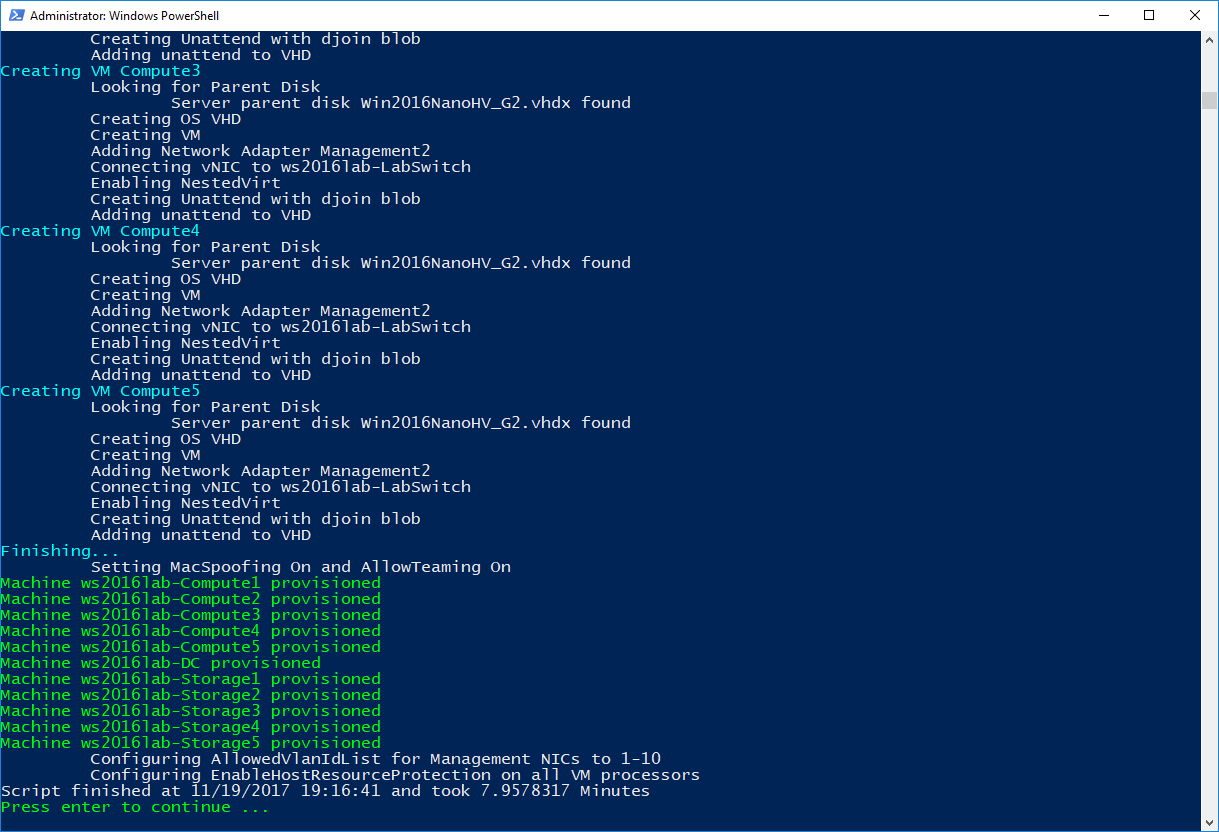 Administrator: Windows PowerShell
Creating Unattend with djoin blob
Adding unattend to VHD
Creating VM Compute3
Looking for Parent Disk
Server parent disk Win2016NanoHV_G2.vhdx found
Creating OS VHD
Creating VM
Adding Network Adapter Management2
Connecting vNIC to ws2016lab-LabSwitch
Enabling NestedVirt
Creating Unattend with djoin blob
Adding unattend to VHD
Creating VM Compute4
Looking for Parent Disk
Server parent disk Win2016NanoHV_G2.vhdx found
Creating OS VHD
Creating VM
Adding Network Adapter Management2
Connecting vNIC to ws2016lab-LabSwitch
Enabling NestedVirt
Creating Unattend with djoin blob
Adding unattend to VHD
Creating VM Compute5
Looking for Parent Disk
Server parent disk Win2016NanoHV_G2.vhdx found
Creating OS VHD
Creating VM
Adding Network Adapter Management2
Connecting vNIC to ws2016lab-LabSwitch
Enabling NestedVirt
Creating Unattend with djoin blob
Adding unattend to VHD
Finishing...
Setting MacSpoofing On and AllowTeaming On
Machine ws2016lab-Compute1 provisioned
Machine ws2016lab-Compute2 provisioned
Machine ws2016lab-Compute3 provisioned
Machine ws2016lab-Compute4 provisioned
Machine ws2016lab-Compute5 provisioned
Machine ws2016lab-DC provisioned
Machine ws2016lab-Storage1 provisioned
Machine ws2016lab-Storage2 provisioned
Machine ws2016lab-Storage3 provisioned
Machine ws2016lab-Storage4 provisioned
Machine ws2016lab-Storage5 provisioned
Configuring AllowedVlanIdList for Management NICs to 1-10
Configuring EnableHostResourceProtection on all VM processors
Script finished at 11/19/2017 19:16:41 and took 7.9578317 Minutes
Press enter to continue ...